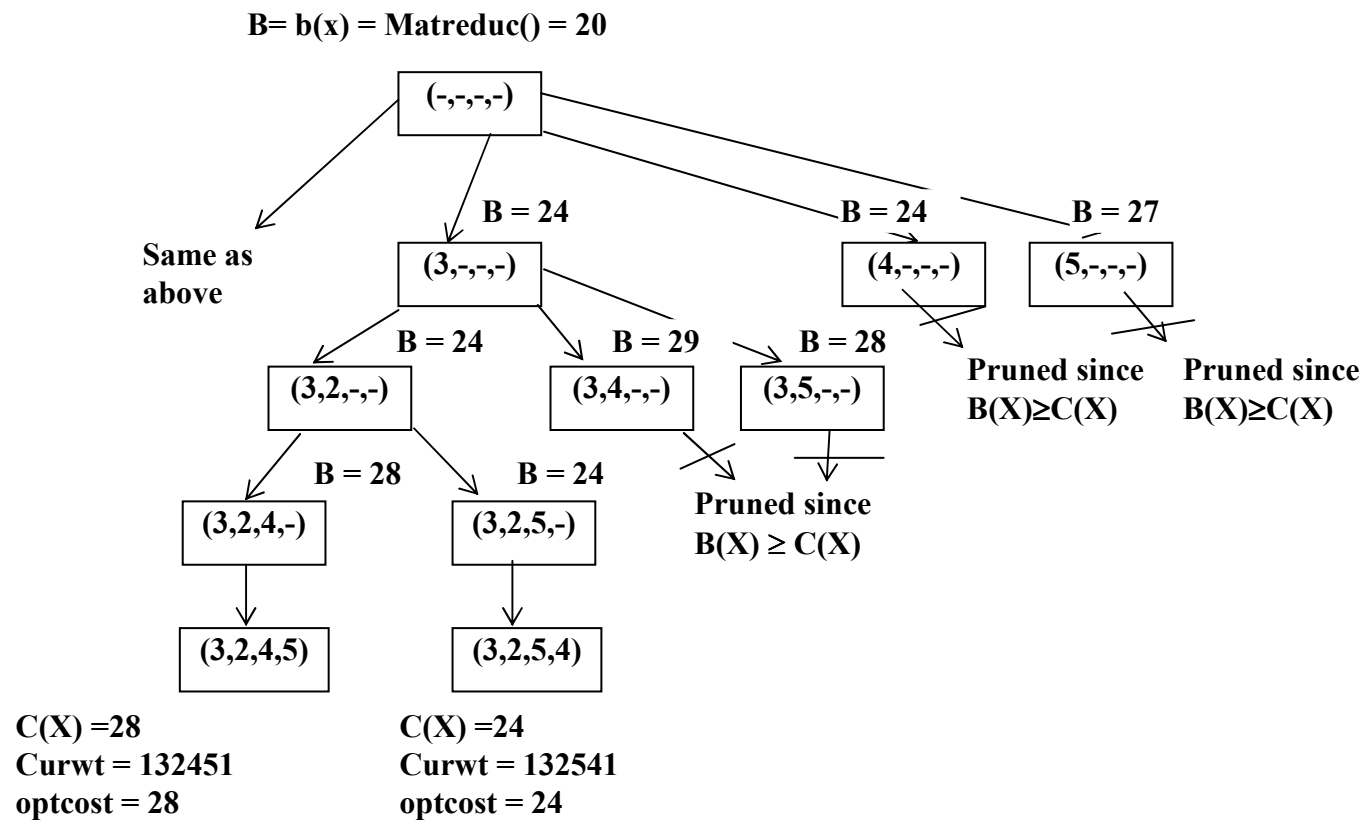 B= b(x) = Matreduc() = 20
(-,-,-,-)
B = 24
B = 24
B = 27
Same as
above
(3,-,-,-)
(4,-,-,-)
(5,-,-,-)
B = 24
B = 29
B = 28
(3,2,-,-)
(3,4,-,-)
(3,5,-,-)
Pruned since
B(X)≥C(X)
Pruned since
B(X)≥C(X)
B = 28
B = 24
(3,2,4,-)
(3,2,5,-)
Pruned since
B(X) ≥ C(X)
(3,2,4,5)
(3,2,5,4)
C(X) =28
Curwt = 132451
optcost = 28
C(X) =24
Curwt = 132541
optcost = 24